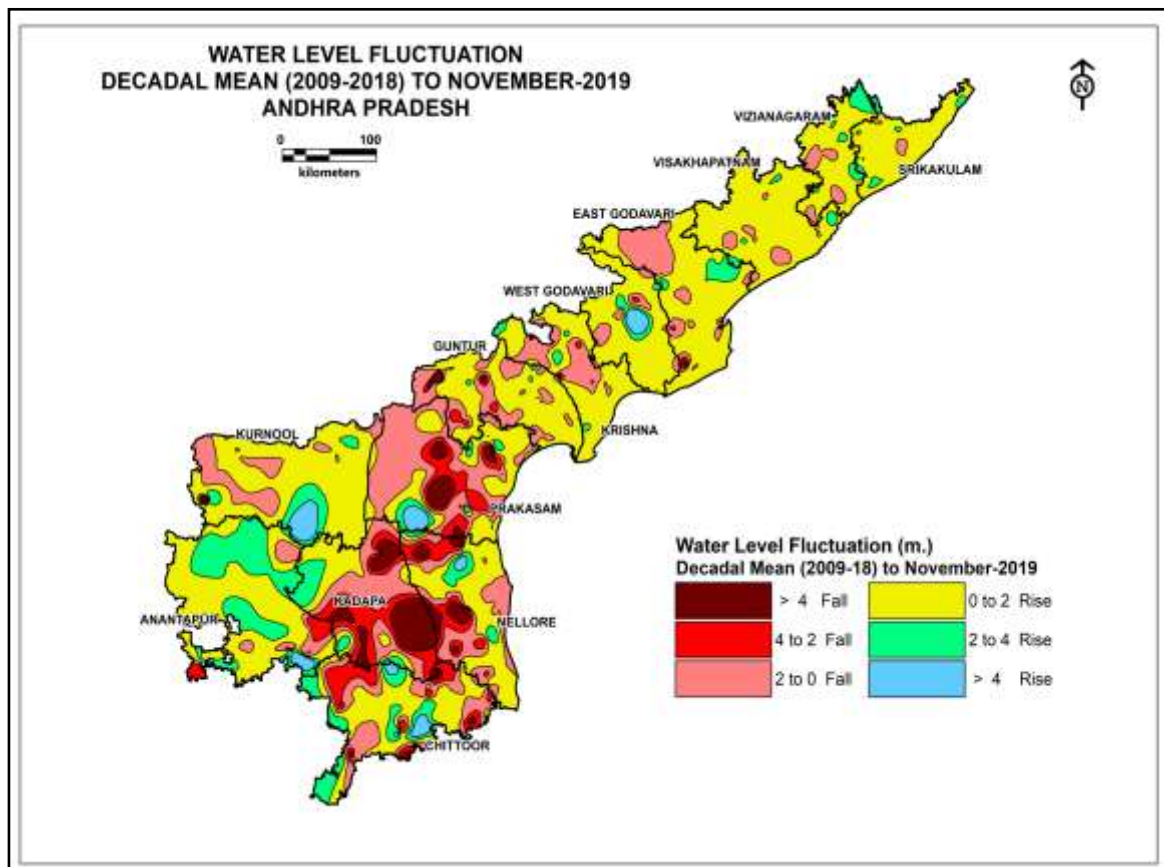 WATER LEVEL FLUCTUATION
DECADAL MEAN (2009-2018) TO NOVEMBER-2019
ANDHRA PRADESH
0 100
kilometers
N
VIZIANAGARAM
VISAKHAPATNAM
SRIKAKULAM
EAST GODAVARI
WEST GODAVARI
GUNTUR
KRISHNA
KURNOOL
PRAKASAM
KADAPA
ANANTAPUR
NELLORE
CHITTOOR
Water Level Fluctuation (m.)
Decadal Mean (2009-18) to November-2019
> 4 Fall
4 to 2 Fall
2 to 0 Fall
0 to 2 Rise
2 to 4 Rise
> 4 Rise